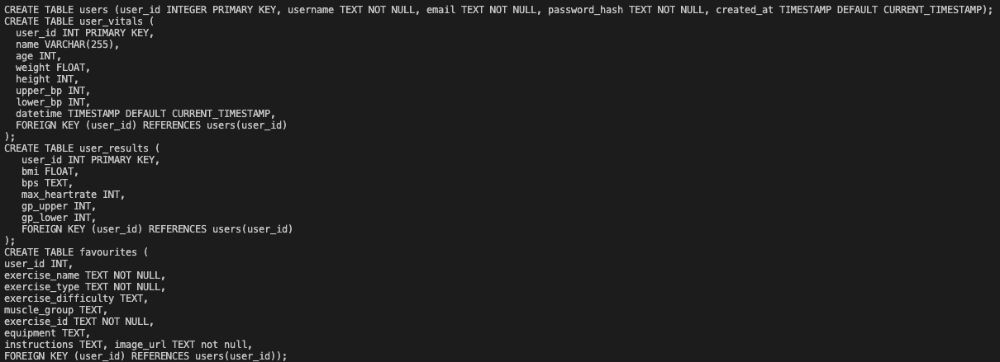 CREATE TABLE users (user_id INTEGER PRIMARY KEY, username TEXT NOT NULL, email TEXT NOT NULL, password_hash TEXT NOT NULL, created_at TIMESTAMP DEFAULT CURRENT_TIMESTAMP);
CREATE TABLE user_vitals (
  user_id INT PRIMARY KEY,
  name VARCHAR(255),
  age INT,
  weight FLOAT,
  height INT,
  upper_bp INT,
  lower_bp INT,
  datetime TIMESTAMP DEFAULT CURRENT_TIMESTAMP,
  FOREIGN KEY (user_id) REFERENCES users(user_id)
);
CREATE TABLE user_results (
   user_id INT PRIMARY KEY,
   bmi FLOAT,
   bps TEXT,
   max_heartrate INT,
   gp_upper INT,
   gp_lower INT,
   FOREIGN KEY (user_id) REFERENCES users(user_id)
);
CREATE TABLE favourites (
user_id INT,
exercise_name TEXT NOT NULL,
exercise_type TEXT NOT NULL,
exercise_difficulty TEXT,
muscle_group TEXT,
exercise_id TEXT NOT NULL,
equipment TEXT,
instructions TEXT, image_url TEXT not null,
FOREIGN KEY (user_id) REFERENCES users(user_id));